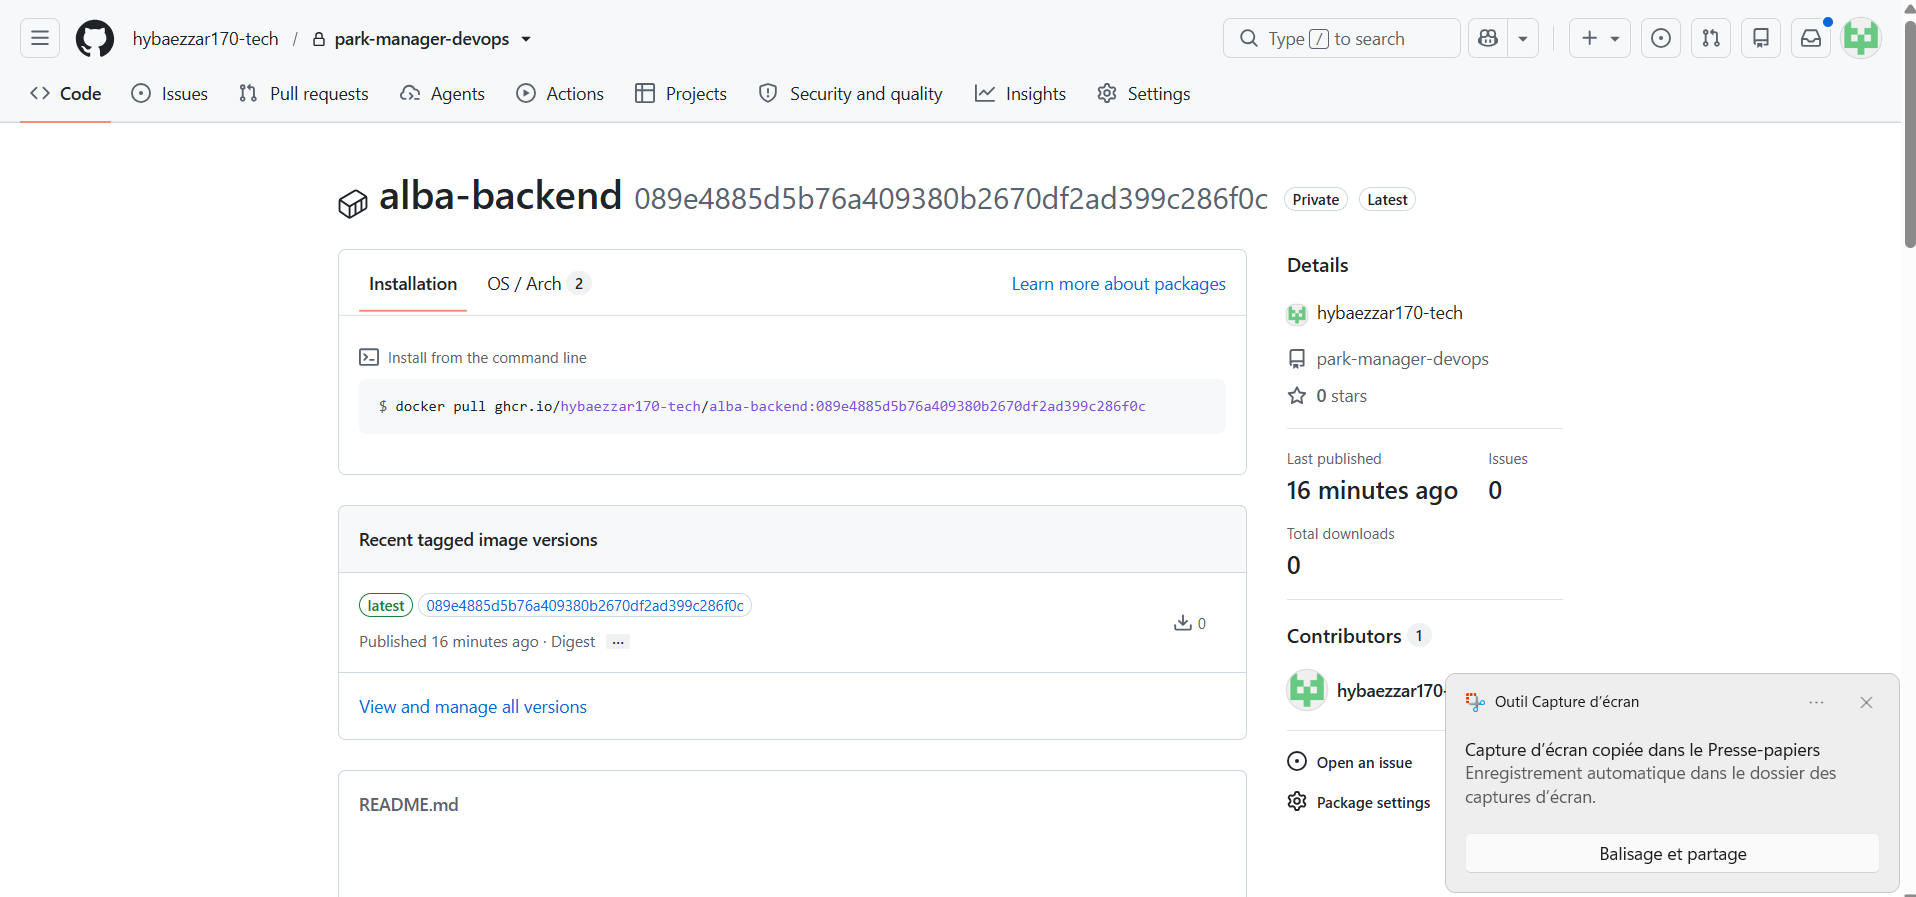 hybaezzar170-tech / park-manager-devops
Type / to search
Code Issues Pull requests Agents Actions Projects Security and quality Insights Settings
alba-backend 089e4885d5b76a409380b2670df2ad399c286f0c Private Latest
Installation OS / Arch 2 Learn more about packages
Install from the command line
$ docker pull ghcr.io/hybaezzar170-tech/alba-backend:089e4885d5b76a409380b2670df2ad399c286f0c
Recent tagged image versions
latest 089e4885d5b76a409380b2670df2ad399c286f0c
Published 16 minutes ago · Digest ...
0
View and manage all versions
README.md
Details
hybaezzar170-tech
park-manager-devops
0 stars
Last published Issues
16 minutes ago 0
Total downloads
0
Contributors 1
hybaezzar170-
Open an issue
Package settings
Outil Capture d’écran
Capture d’écran copiée dans le Presse-papiers
Enregistrement automatique dans le dossier des
captures d’écran.
Balisage et partage